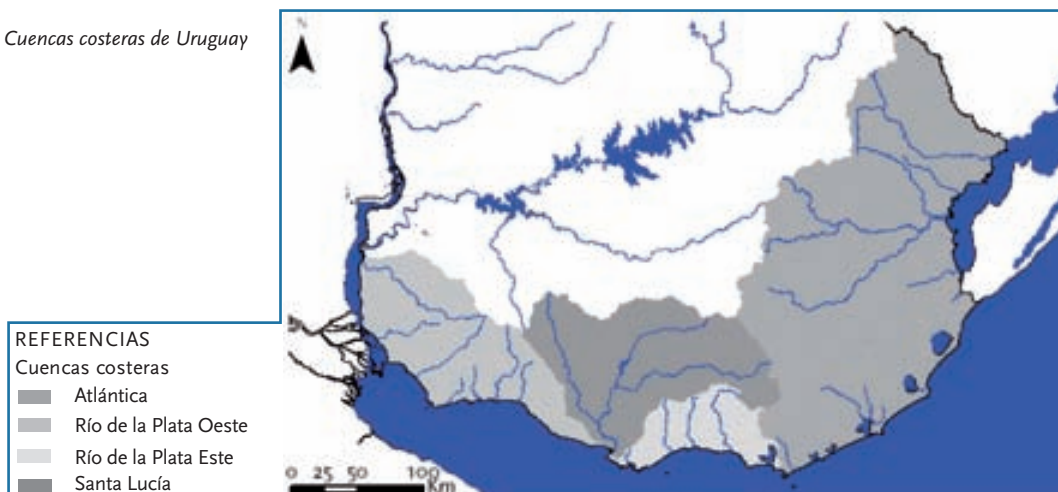 Cuencas costeras de Uruguay
REFERENCIAS
Cuencas costeras
Atlántica
Río de la Plata Oeste
Río de la Plata Este
Santa Lucía
0 25 50 100
Km